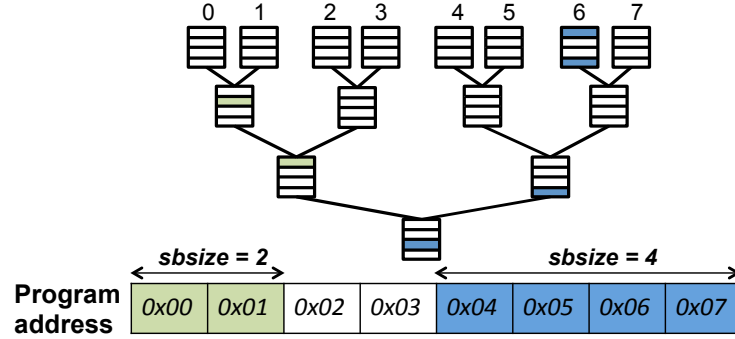 0 1 2 3 4 5 6 7
sbsize = 2 sbsize = 4
Program address 0x00 0x01 0x02 0x03 0x04 0x05 0x06 0x07